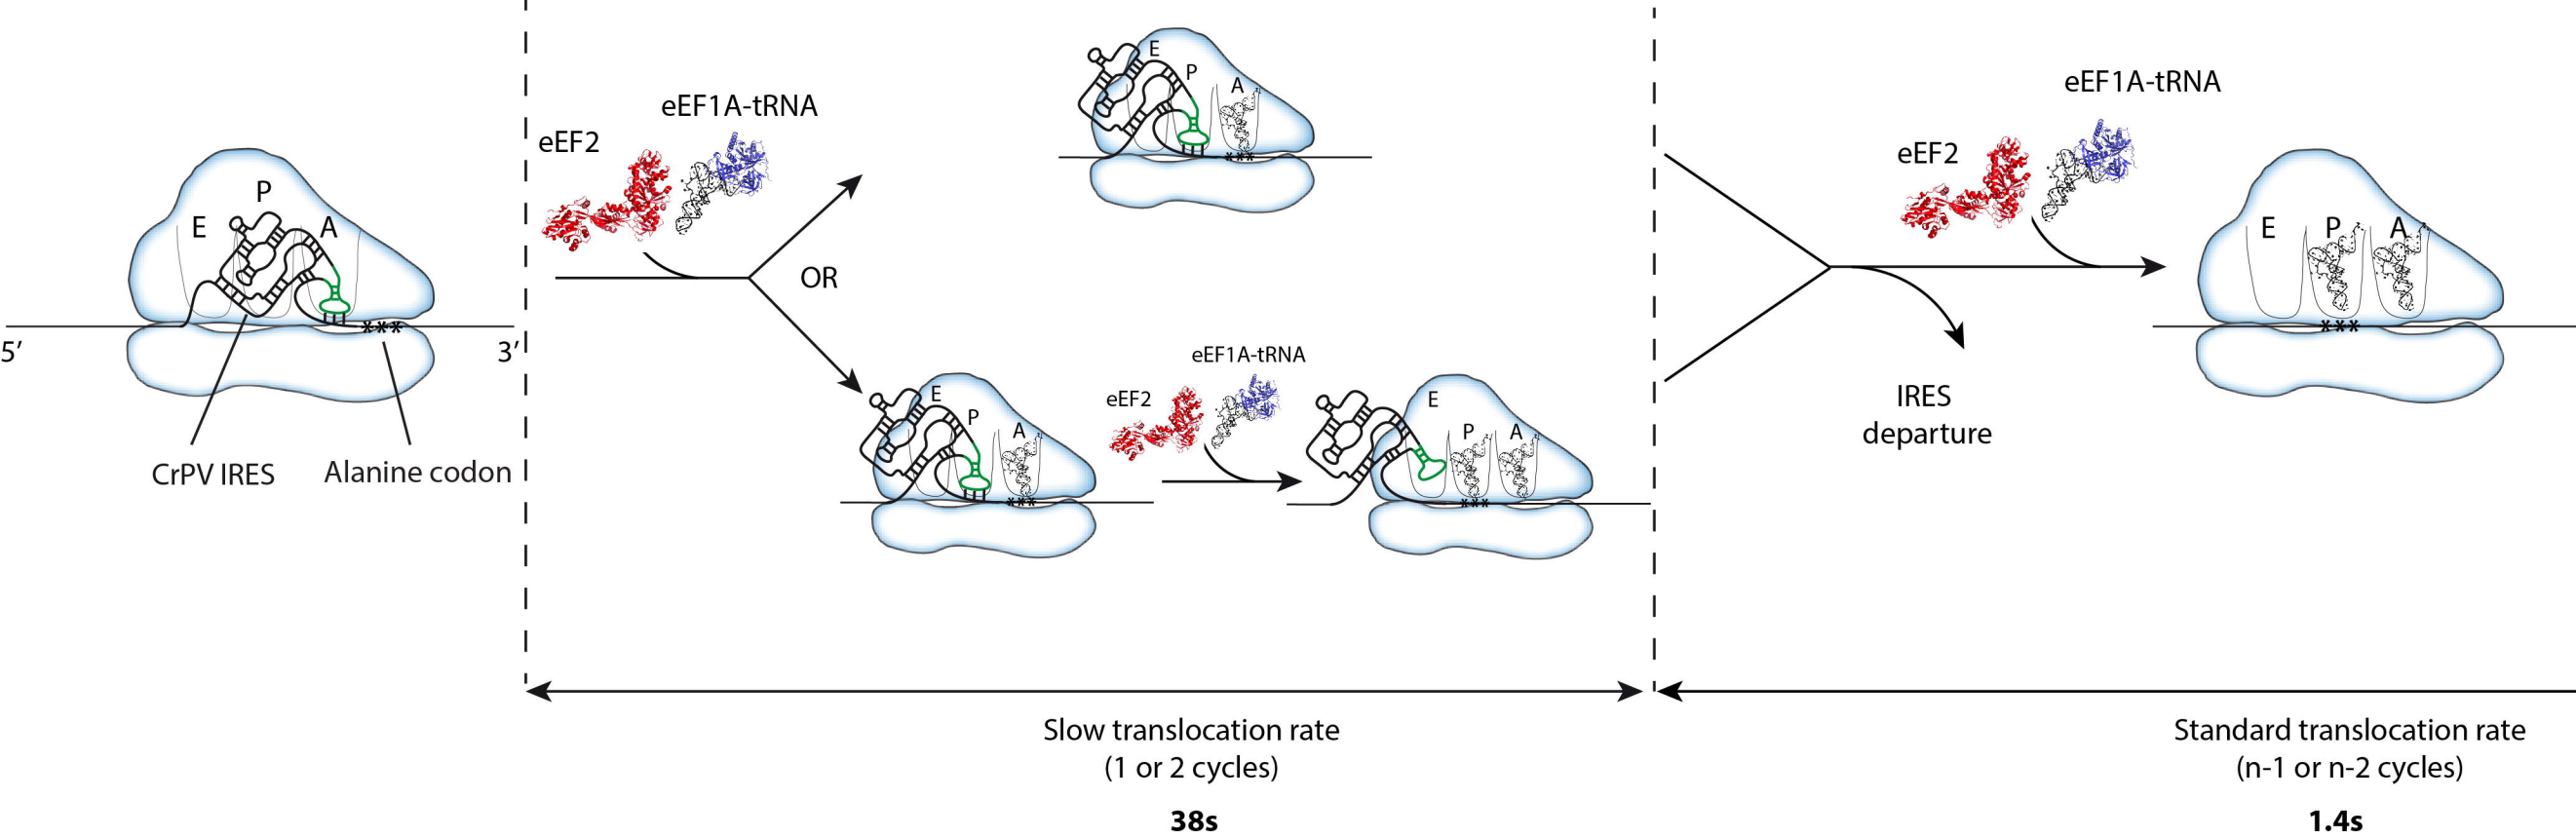 E
P
A
5′
3′
CrPV IRES
Alanine codon
***
eEF2
eEF1A-tRNA
OR
E
P
A
***
E
P
A
***
eEF2
eEF1A-tRNA
E
P
A
***
eEF2
eEF1A-tRNA
IRES
departure
E
P
A
***
Slow translocation rate
(1 or 2 cycles)
38s
Standard translocation rate
(n-1 or n-2 cycles)
1.4s